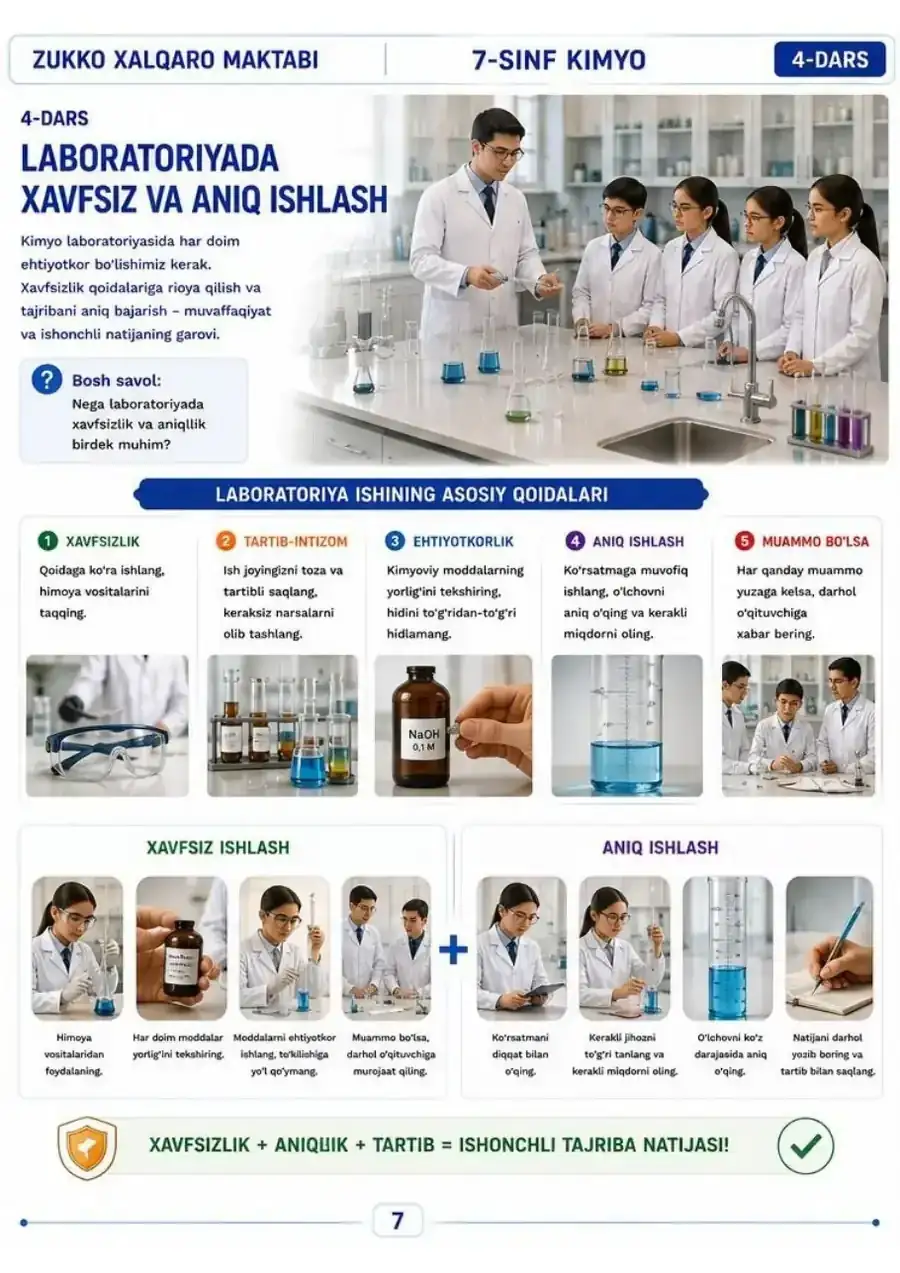 ZUKKO XALQARO MAKTABI
7-SINF KIMYO
4-DARS
4-DARS
LABORATORIYADA
XAVFSIZ VA ANIQ ISHLASH
Kimyo laboratoriyasida har doim
ehtiyotkor bo'lishimiz kerak.
Xavfsizlik qoidalariga rioya qilish va
tajribani aniq bajarish – muvaffaqiyat
va ishonchli natijaning garovi.
?
Bosh savol:
Nega laboratoriyada
xavfsizlik va aniqllik
birdek muhim?
LABORATORIYA ISHINING ASOSIY QOIDALARI
1 XAVFSIZLIK
Qoidaga ko'ra ishlang,
himoya vositalarini
taqqing.
2 TARTIB-INTIZOM
Ish joyingizni toza va
tartibli saqlang,
keraksiz narsalarni
olib tashlang.
3 EHTIYOTKORLIK
Kimyoviy moddalarning
yorlig'ini tekshiring,
hidini to'g'ridan-to'g'ri
hidlamang.
4 ANIQ ISHLASH
Ko'rsatmaga muvofiq
ishlang, o'lchovni
aniq o'qing va kerakli
miqdorni oling.
5 MUAMMO BO'LSA
Har qanday muammo
yuzaga kelsa, darhol
o'qituvchiga
xabar bering.
NaOH
0,1 M
XAVFSIZ ISHLASH
Himoya
vositalaridan
foydalaning.
Har doim moddalar
yorlig'ini tekshiring.
Moddalarni ehtiyotkor
ishlang, to'kilishiga
yo'l qo'ymang.
Muammo bo'lsa,
darhol o'qituvchiga
murojaat qiling.
+
ANIQ ISHLASH
Ko'rsatmani
diqqat bilan
o'qing.
Kerakli jihozni
to'g'ri tanlang va
kerakli miqdorni oling.
O'lchovni ko'z
darajasida aniq
o'qing.
Natijani darhol
yozib boring va
tartib bilan saqlang.
XAVFSIZLIK + + TARTIB = ISHONCHLI TAJRIBA NATIJASI!
7